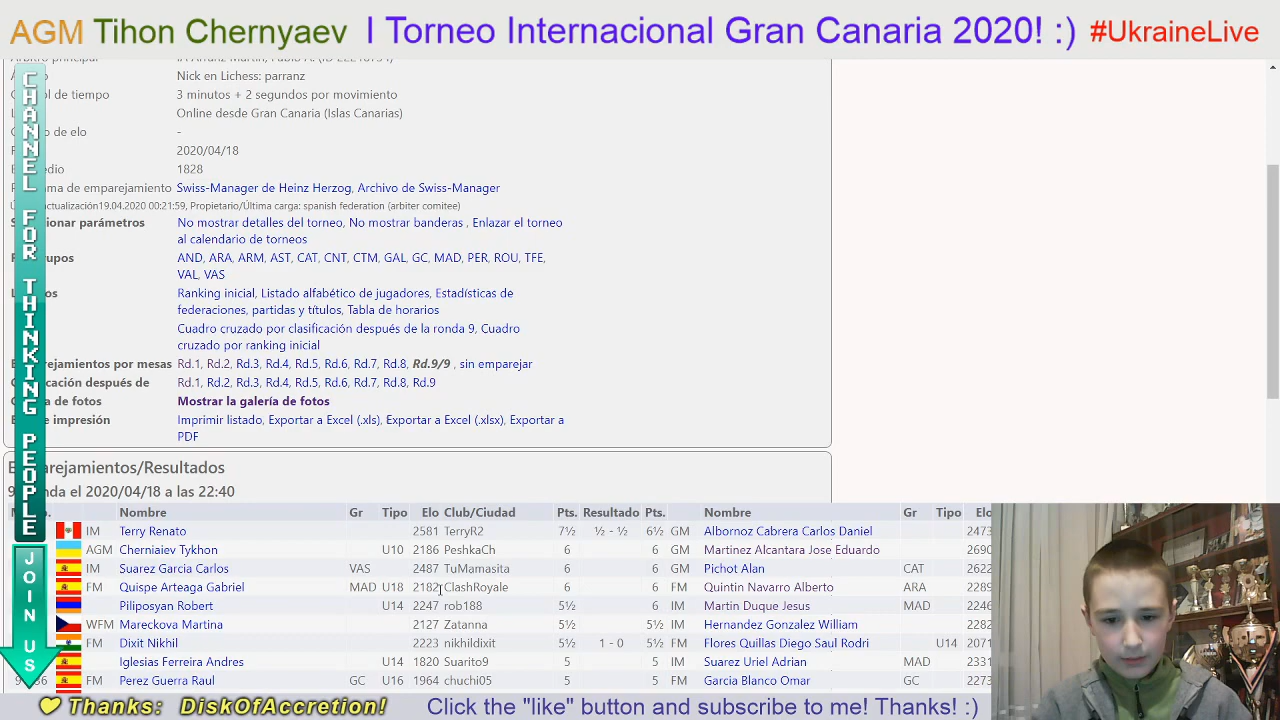 AGM Tihon Chernyaev I Torneo Internacional Gran Canaria 2020! :) #UkraineLive
CHANNEL FOR THINKING PEOPLE
JOIN US
Nick en Lichess: parranz
3 minutos + 2 segundos por movimiento
Online desde Gran Canaria (Islas Canarias)
de elo -
2020/04/18
1828
de emparejamiento Swiss-Manager de Heinz Herzog, Archivo de Swiss-Manager
19.04.2020 00:21:59, Propietario/Última carga: spanish federation (arbiter comitee)
parámetros No mostrar detalles del torneo, No mostrar banderas , Enlazar el torneo
al calendario de torneos
AND, ARA, ARM, AST, CAT, CNT, CTM, GAL, GC, MAD, PER, ROU, TFE,
VAL, VAS
Ranking inicial, Listado alfabético de jugadores, Estadísticas de
federaciones, partidas y títulos, Tabla de horarios
Cuadro cruzado por clasificación después de la ronda 9, Cuadro
cruzado por ranking inicial
por mesas Rd.1, Rd.2, Rd.3, Rd.4, Rd.5, Rd.6, Rd.7, Rd.8, Rd.9/9 , sin emparejar
después de Rd.1, Rd.2, Rd.3, Rd.4, Rd.5, Rd.6, Rd.7, Rd.8, Rd.9
de fotos Mostrar la galería de fotos
impresión Imprimir listado, Exportar a Excel (.xls), Exportar a Excel (.xlsx), Exportar a
PDF
Emparejamientos/Resultados
el 2020/04/18 a las 22:40
Nombre Gr Tipo Elo Club/Ciudad Pts. Resultado Pts. Nombre Gr Tipo Elo
IM Terry Renato 2581 TerryR2 7½ ½ - ½ 6½ GM Albornoz Cabrera Carlos Daniel 2473
AGM Cherniaiev Tykhon U10 2186 PeshkaCh 6 6 GM Martinez Alcantara Jose Eduardo 2690
IM Suarez Garcia Carlos VAS 2487 TuMamasita 6 6 GM Pichot Alan CAT 2622
FM Quispe Arteaga Gabriel MAD U18 2182 ClashRoyale 6 6 FM Quintin Navarro Alberto ARA 2289
Piliposyan Robert U14 2247 rob188 5½ 6 IM Martin Duque Jesus MAD 2246
WFM Mareckova Martina 2127 Zatanna 5½ 5½ IM Hernandez Gonzalez William
FM Dixit Nikhil 2223 nikhildixit 5½ 1 - 0 5½ FM Flores Quillas Diego Saul Rodri U14 2071
Iglesias Ferreira Andres U14 1820 Suarito9 5 5 IM Suarez Uriel Adrian MAD 2331
FM Perez Guerra Raul GC U16 1964 chuchi05 5 5 FM Garcia Blanco Omar GC 2273
Thanks: DiskOfAccretion! Click the "like" button and subscribe to me! Thanks! :)